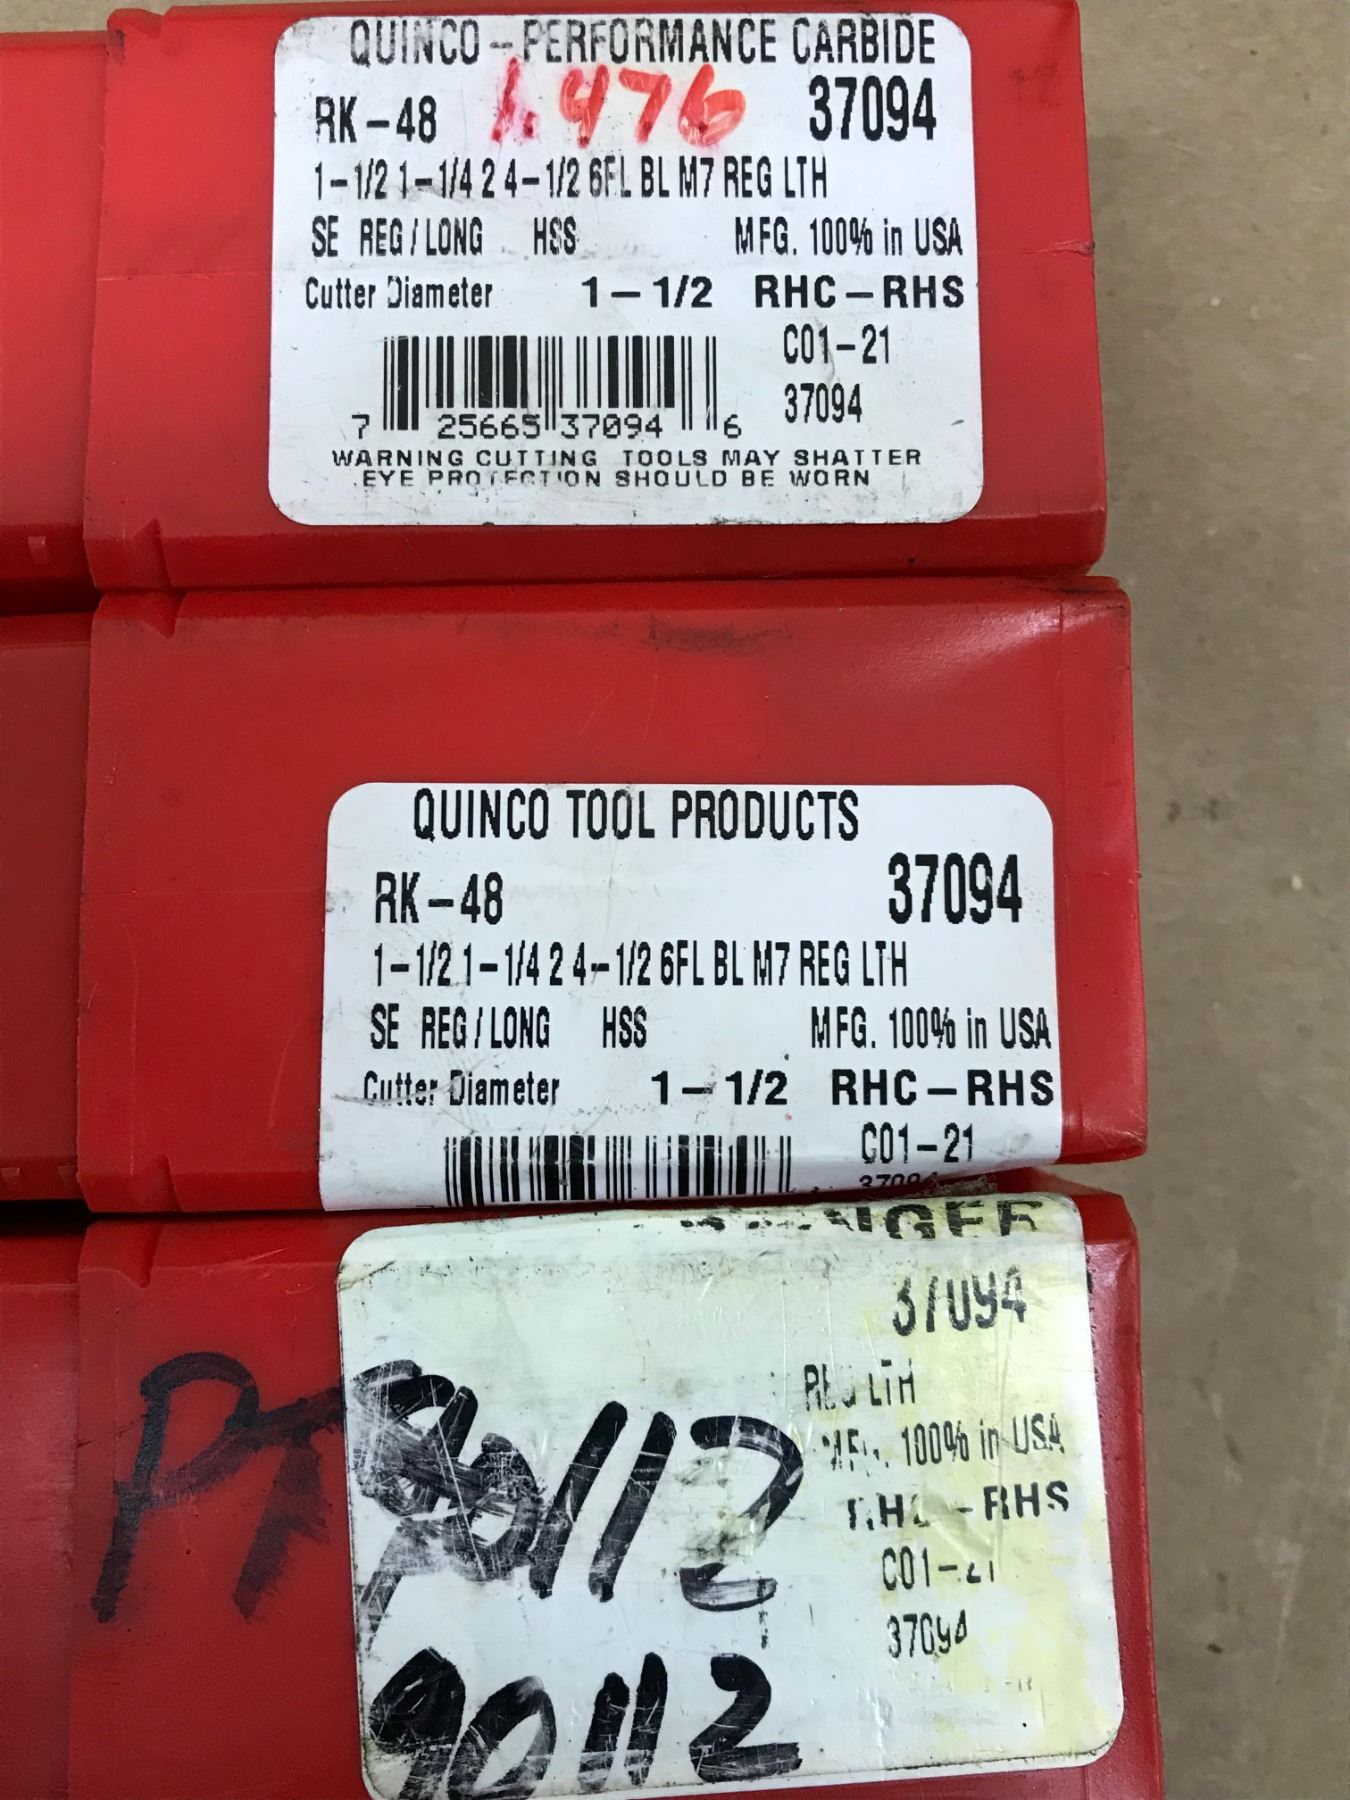 QUINCO – PERFORMANCE CARBIDE
RK – 48 1.476 37094
1–1/2 1–1/4 2 4–1/2 6FL BL M7 REG LTH
SE REG / LONG HSS MFG. 100% in USA
Cutter Diameter 1 – 1/2 RHC – RHS
C01 – 21
37094
7 25665 37094 6
WARNING CUTTING TOOLS MAY SHATTER
EYE PROTECTION SHOULD BE WORN
QUINCO TOOL PRODUCTS
RK – 48 37094
1–1/2 1–1/4 2 4–1/2 6FL BL M7 REG LTH
SE REG / LONG HSS MFG. 100% in USA
Cutter Diameter 1 – 1/2 RHC – RHS
C01 – 21
37094
37094
REG LTH
MFG. 100% in USA
RHC – RHS
C01 – 21
37094
PT
90112